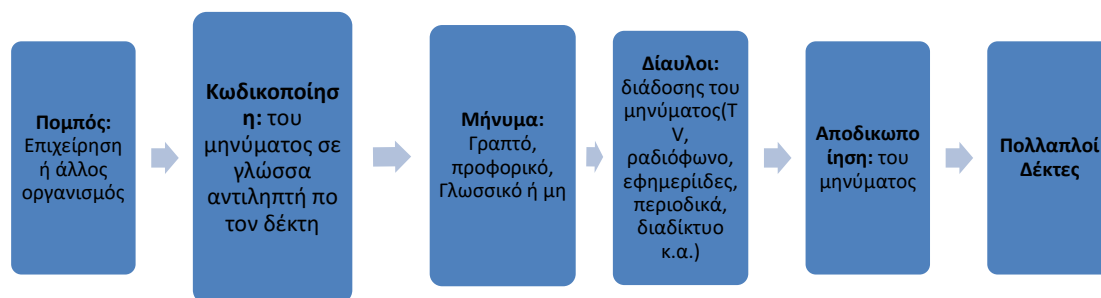 Πομπός:
Επιχείρηση
ή άλλος
οργανισμός
Κωδικοποίησ
η: του
μηνύματος σε
γλώσσα
αντιληπτή πο
τον δέκτη
Μήνυμα:
Γραπτό,
προφορικό,
Γλωσσικό ή μη
Δίαυλοι:
διάδοσης του
μηνύματος(T
V,
ραδιόφωνο,
εφημερίιδες,
περιοδικά,
διαδίκτυο
κ.α.)
Αποδικωπο
ίηση: του
μηνύματος
Πολλαπλοί
Δέκτες